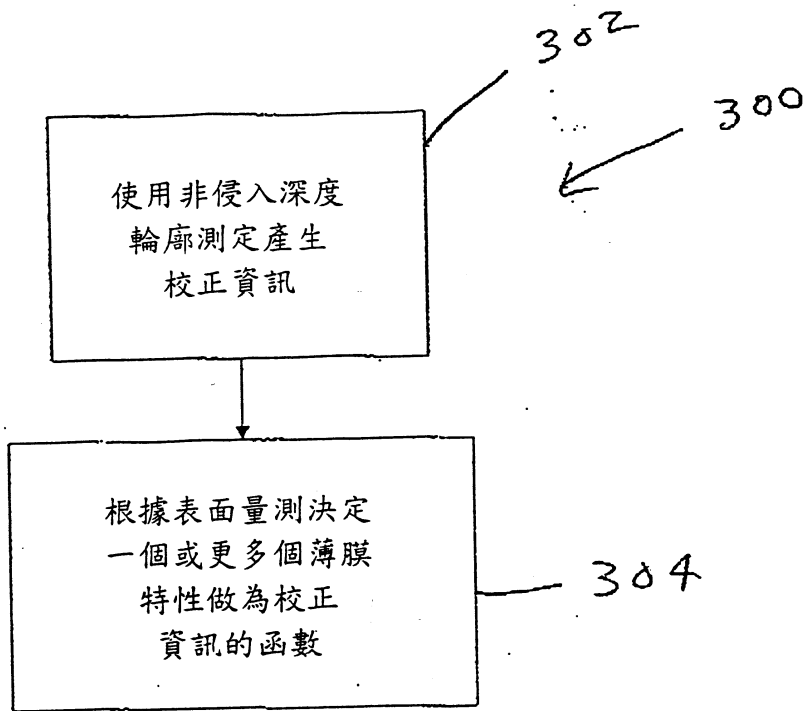 302
300
使用非侵入深度
輪廓測定產生
校正資訊
根據表面量測決定
一個或更多個薄膜
特性做為校正
資訊的函數
304